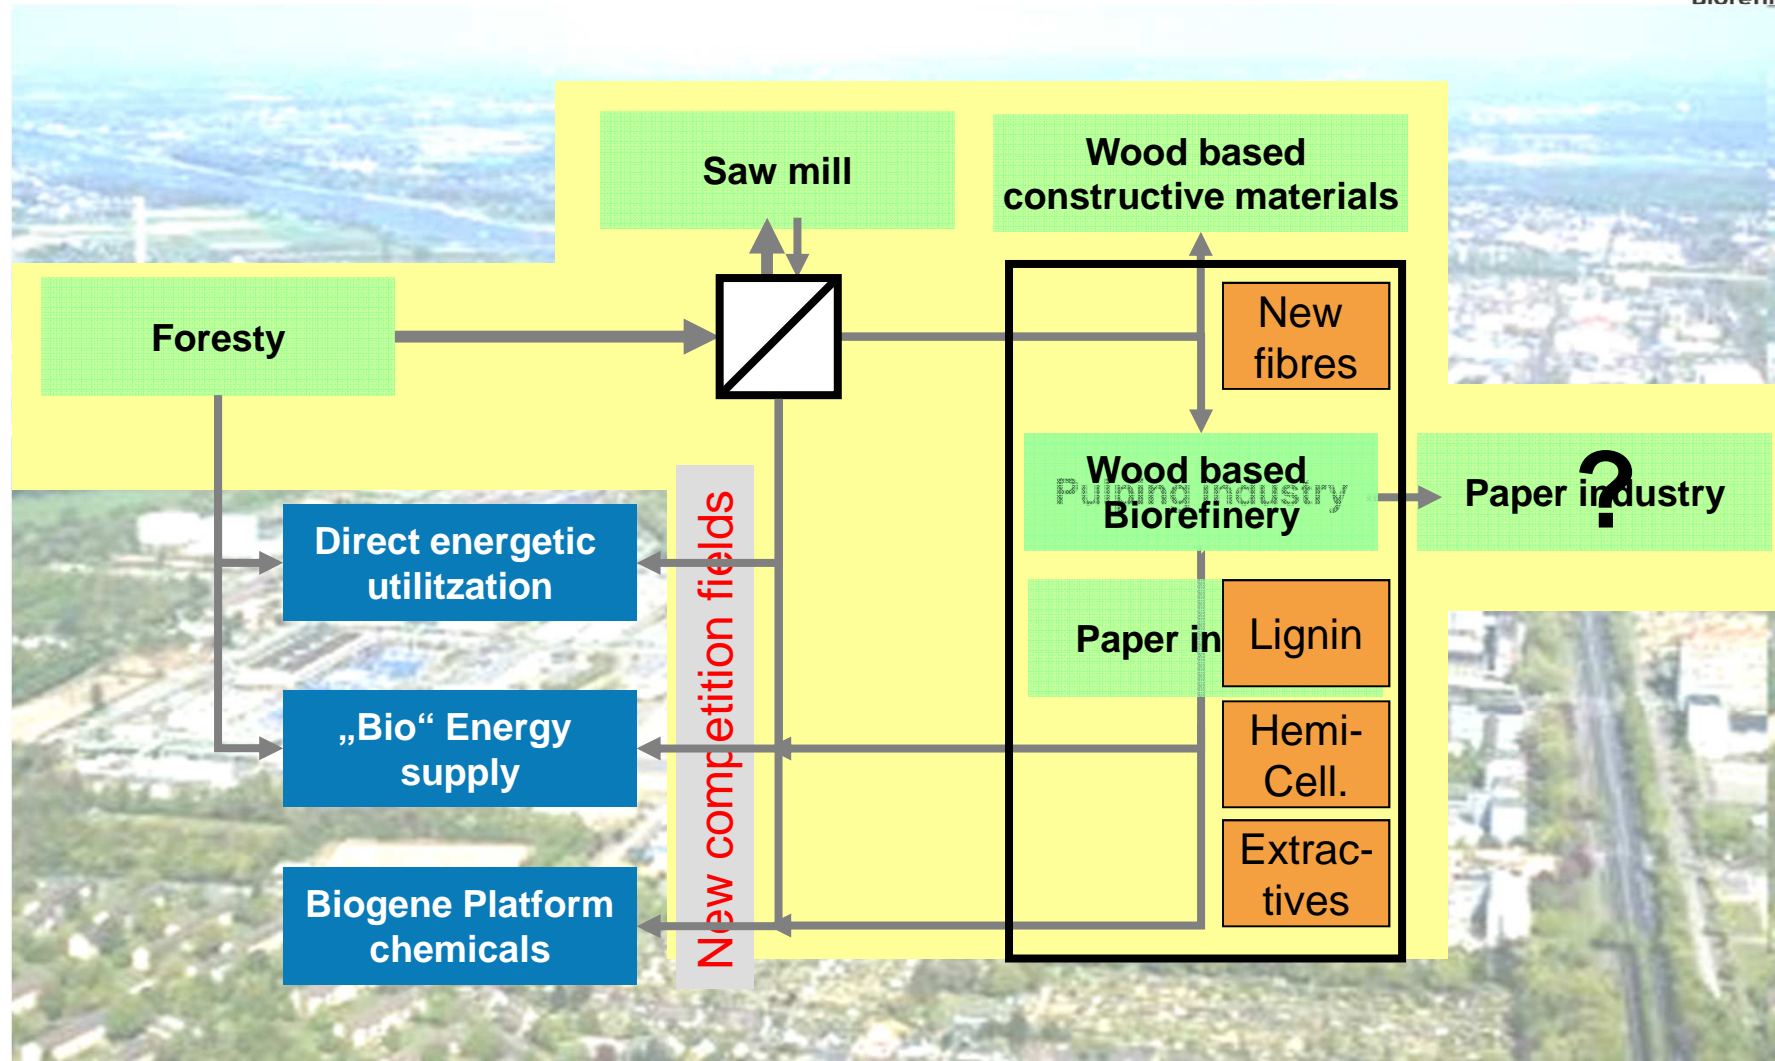 Saw mill
Wood based
constructive materials
Foresty
New
fibres
Wood based
Pulping industry
Biorefinery
Paper industry
?
Direct energetic
utilitzation
New competition fields
Paper in
Lignin
„Bio“ Energy
supply
Hemi-
Cell.
Biogene Platform
chemicals
Extrac-
tives